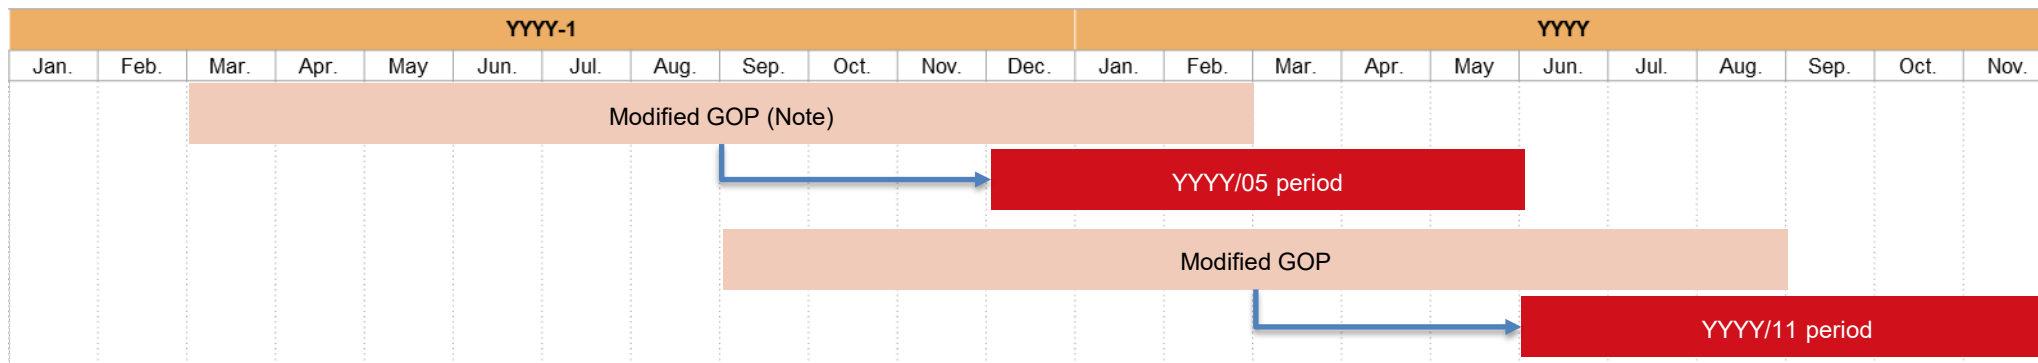 YYYY-1 YYYY
Jan. Feb. Mar. Apr. May Jun. Jul. Aug. Sep. Oct. Nov. Dec. Jan. Feb. Mar. Apr. May Jun. Jul. Aug. Sep. Oct. Nov.
Modified GOP (Note)
YYYY/05 period
Modified GOP
YYYY/11 period